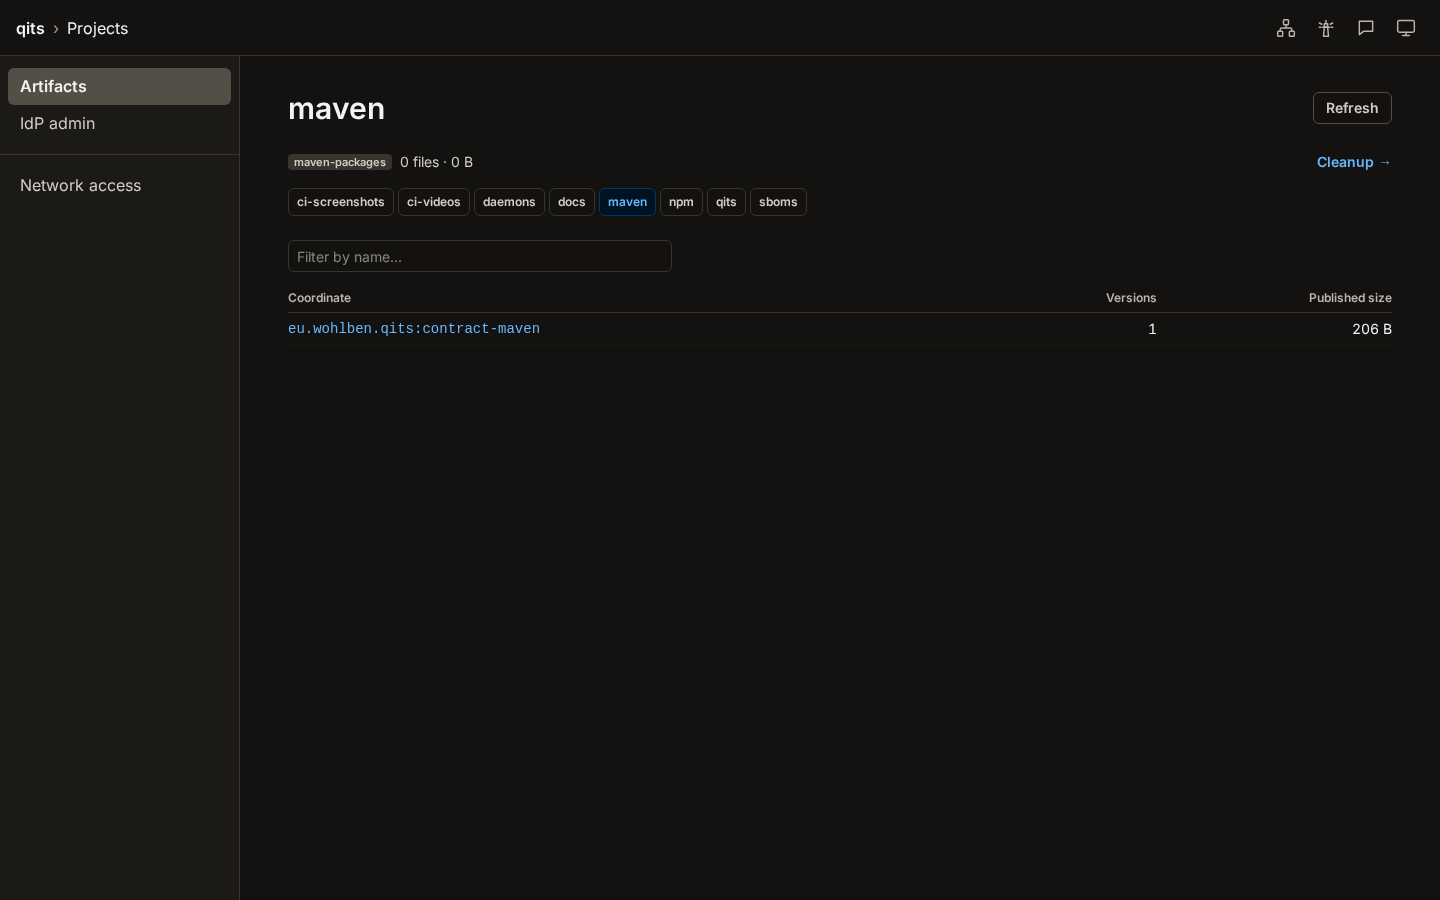 qits › Projects
Artifacts
IdP admin
Network access
maven
Refresh
maven-packages 0 files · 0 B
Cleanup →
ci-screenshots ci-videos daemons docs maven npm qits sboms
Filter by name...
Coordinate Versions Published size
eu.wohlben.qits:contract-maven 1 206 B